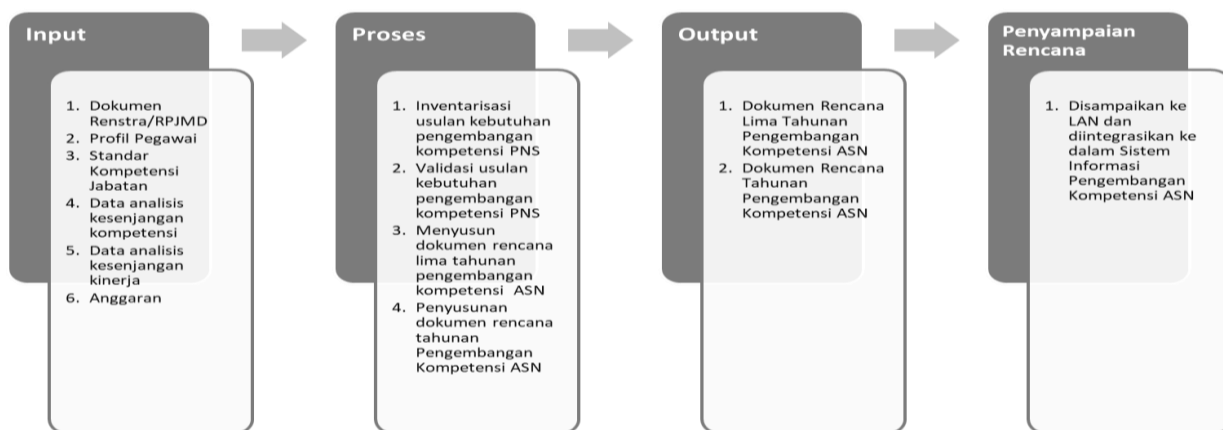 Input
1. Dokumen
Renstra/RPJMD
2. Profil Pegawai
3. Standar
Kompetensi
Jabatan
4. Data analisis
kesenjangan
kompetensi
5. Data analisis
kesenjangan
kinerja
6. Anggaran
Proses
1. Inventarisasi
usulan kebutuhan
pengembangan
kompetensi PNS
2. Validasi usulan
kebutuhan
pengembangan
kompetensi PNS
3. Menyusun
dokumen rencana
lima tahunan
pengembangan
kompetensi ASN
4. Penyusunan
dokumen rencana
tahunan
Pengembangan
Kompetensi ASN
Output
1. Dokumen Rencana
Lima Tahunan
Pengembangan
Kompetensi ASN
2. Dokumen Rencana
Tahunan
Pengembangan
Kompetensi ASN
Penyampaian
Rencana
1. Disampaikan ke
LAN dan
diintegrasikan ke
dalam Sistem
Informasi
Pengembangan
Kompetensi ASN